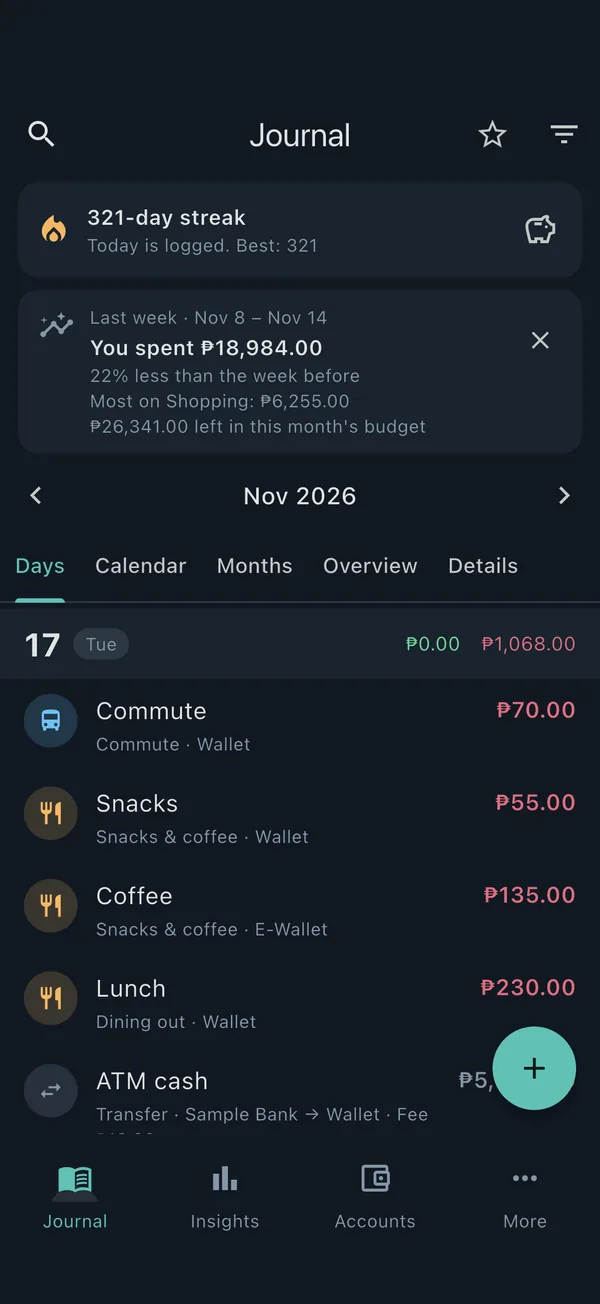 Journal
321-day streak
Today is logged. Best: 321
Last week · Nov 8 – Nov 14
You spent ₱18,984.00
22% less than the week before
Most on Shopping: ₱6,255.00
₱26,341.00 left in this month's budget
Nov 2026
Days Calendar Months Overview Details
17 Tue ₱0.00 ₱1,068.00
Commute ₱70.00
Commute · Wallet
Snacks ₱55.00
Snacks & coffee · Wallet
Coffee ₱135.00
Snacks & coffee · E-Wallet
Lunch ₱230.00
Dining out · Wallet
ATM cash ₱5,
Transfer · Sample Bank → Wallet · Fee
Journal Insights Accounts More